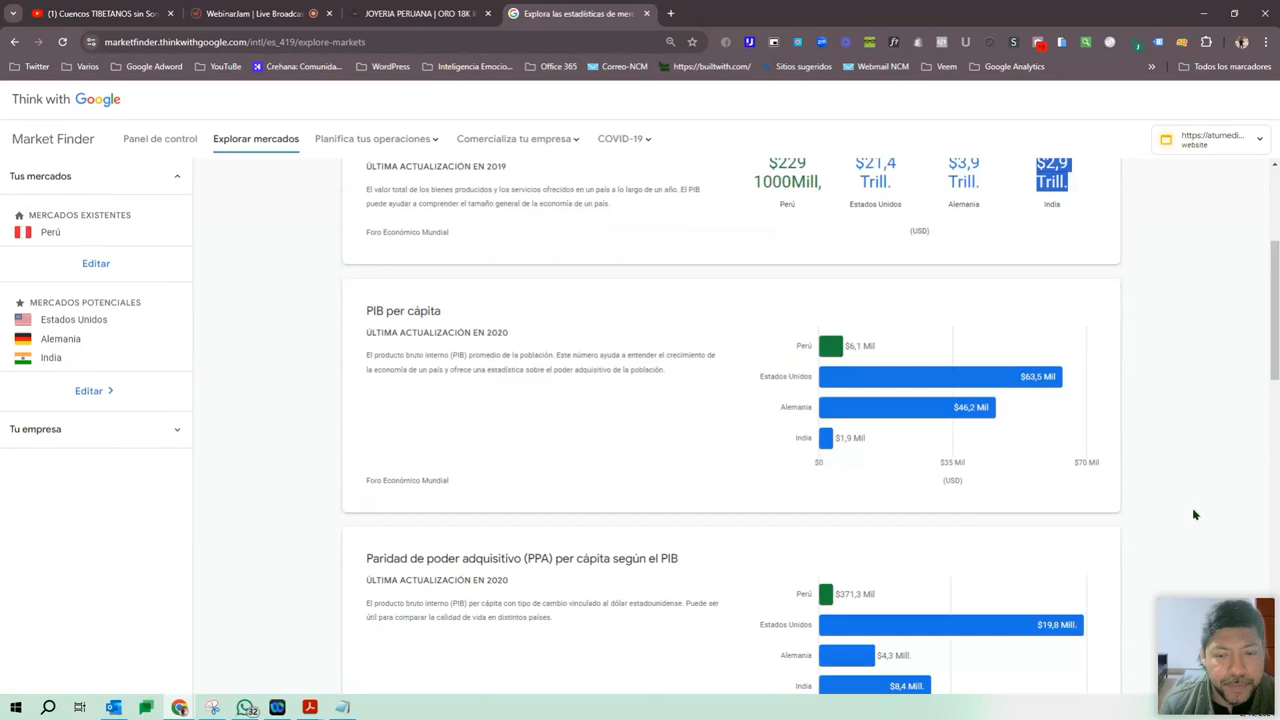 (1) Cuentos TIBETANOS sin Son
WebinarJam | Live Broadcas
JOYERIA PERUANA | ORO 18K K
Explora las estadísticas de merc
marketfinder.thinkwithgoogle.com/intl/es_419/explore-markets
Twitter
Varios
Google Adword
YouTube
Crehana: Comunida...
WordPress
Inteligencia Emocio...
Office 365
Correo-NCM
https://builtwith.com/
Sitios sugeridos
Webmail NCM
Veem
Google Analytics
»
Todos los marcadores
Think with Google
Market Finder
Panel de control
Explorar mercados
Planifica tus operaciones
Comercializa tu empresa
COVID-19
https://atumedi...
website
Tus mercados
MERCADOS EXISTENTES
Perú
Editar
MERCADOS POTENCIALES
Estados Unidos
Alemania
India
Editar
Tu empresa
ÚLTIMA ACTUALIZACIÓN EN 2019
El valor total de los bienes producidos y los servicios ofrecidos en un país a lo largo de un año. El PIB
puede ayudar a comprender el tamaño general de la economía de un país.
Foro Económico Mundial
$229 $21,4 $3,9 $2,9
1000Mill, Trill. Trill. Trill.
Perú Estados Unidos Alemania India
(USD)
PIB per cápita
ÚLTIMA ACTUALIZACIÓN EN 2020
El producto bruto interno (PIB) promedio de la población. Este número ayuda a entender el crecimiento de
la economía de un país y ofrece una estadística sobre el poder adquisitivo de la población.
Foro Económico Mundial
Perú $6,1 Mil
Estados Unidos $63,5 Mil
Alemania $46,2 Mil
India $1,9 Mil
$0 $35 Mil $70 Mil
(USD)
Paridad de poder adquisitivo (PPA) per cápita según el PIB
ÚLTIMA ACTUALIZACIÓN EN 2020
El producto bruto interno (PIB) per cápita con tipo de cambio vinculado al dólar estadounidense. Puede ser
útil para comparar la calidad de vida en distintos países.
Perú $371,3 Mil
Estados Unidos $19,8 Mill.
Alemania $4,3 Mill.
India $8,4 Mill.
32